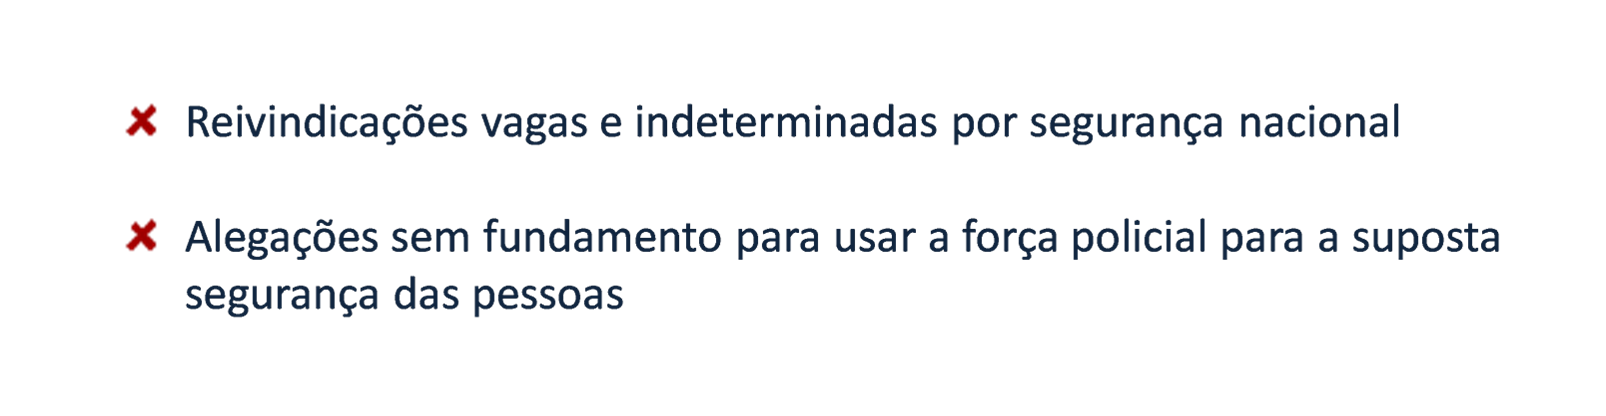 Reivindicações vagas e indeterminadas por segurança nacional
Alegações sem fundamento para usar a força policial para a suposta
segurança das pessoas